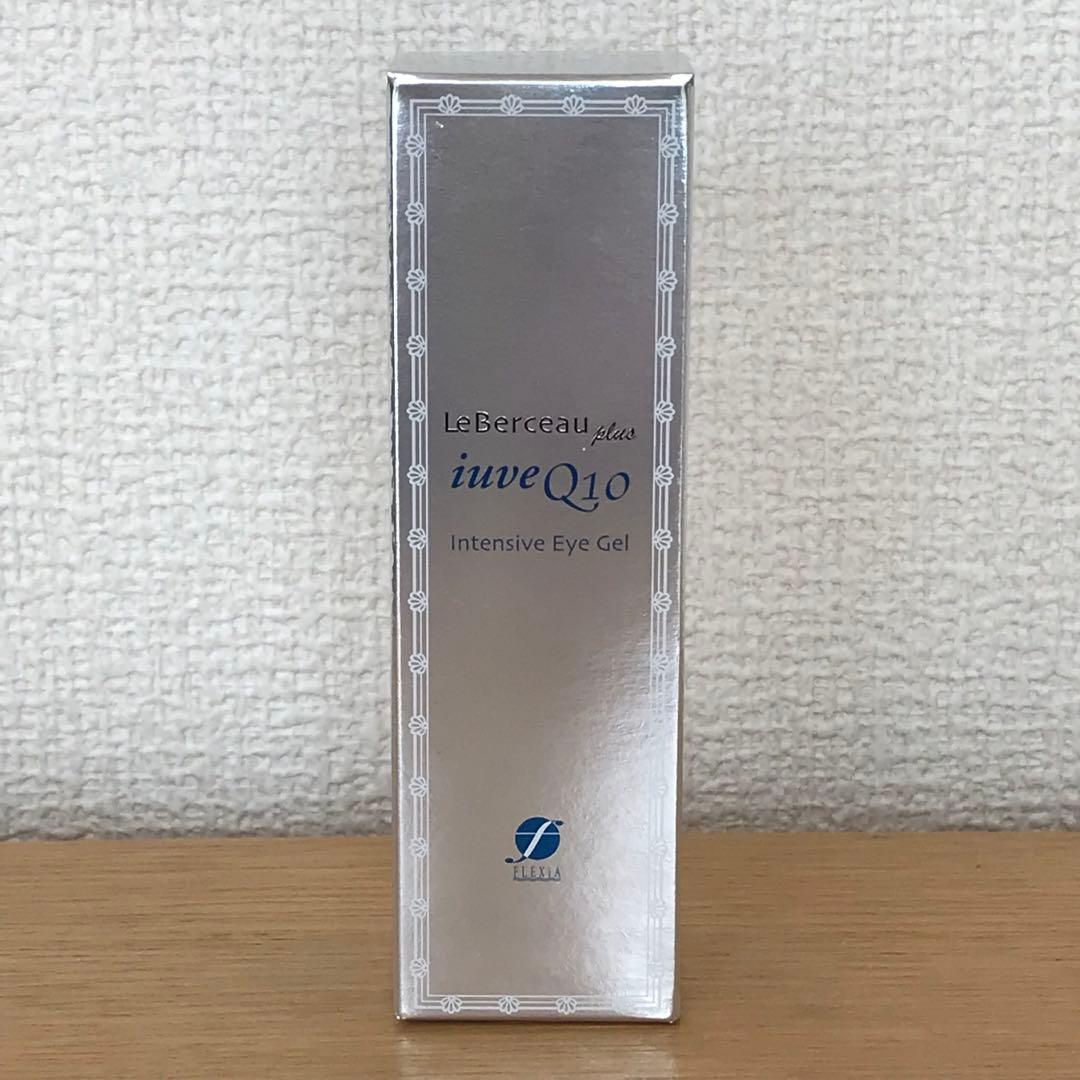 LeBerceau plus
iuve Q10
Intensive Eye Gel
f
FLEXIA